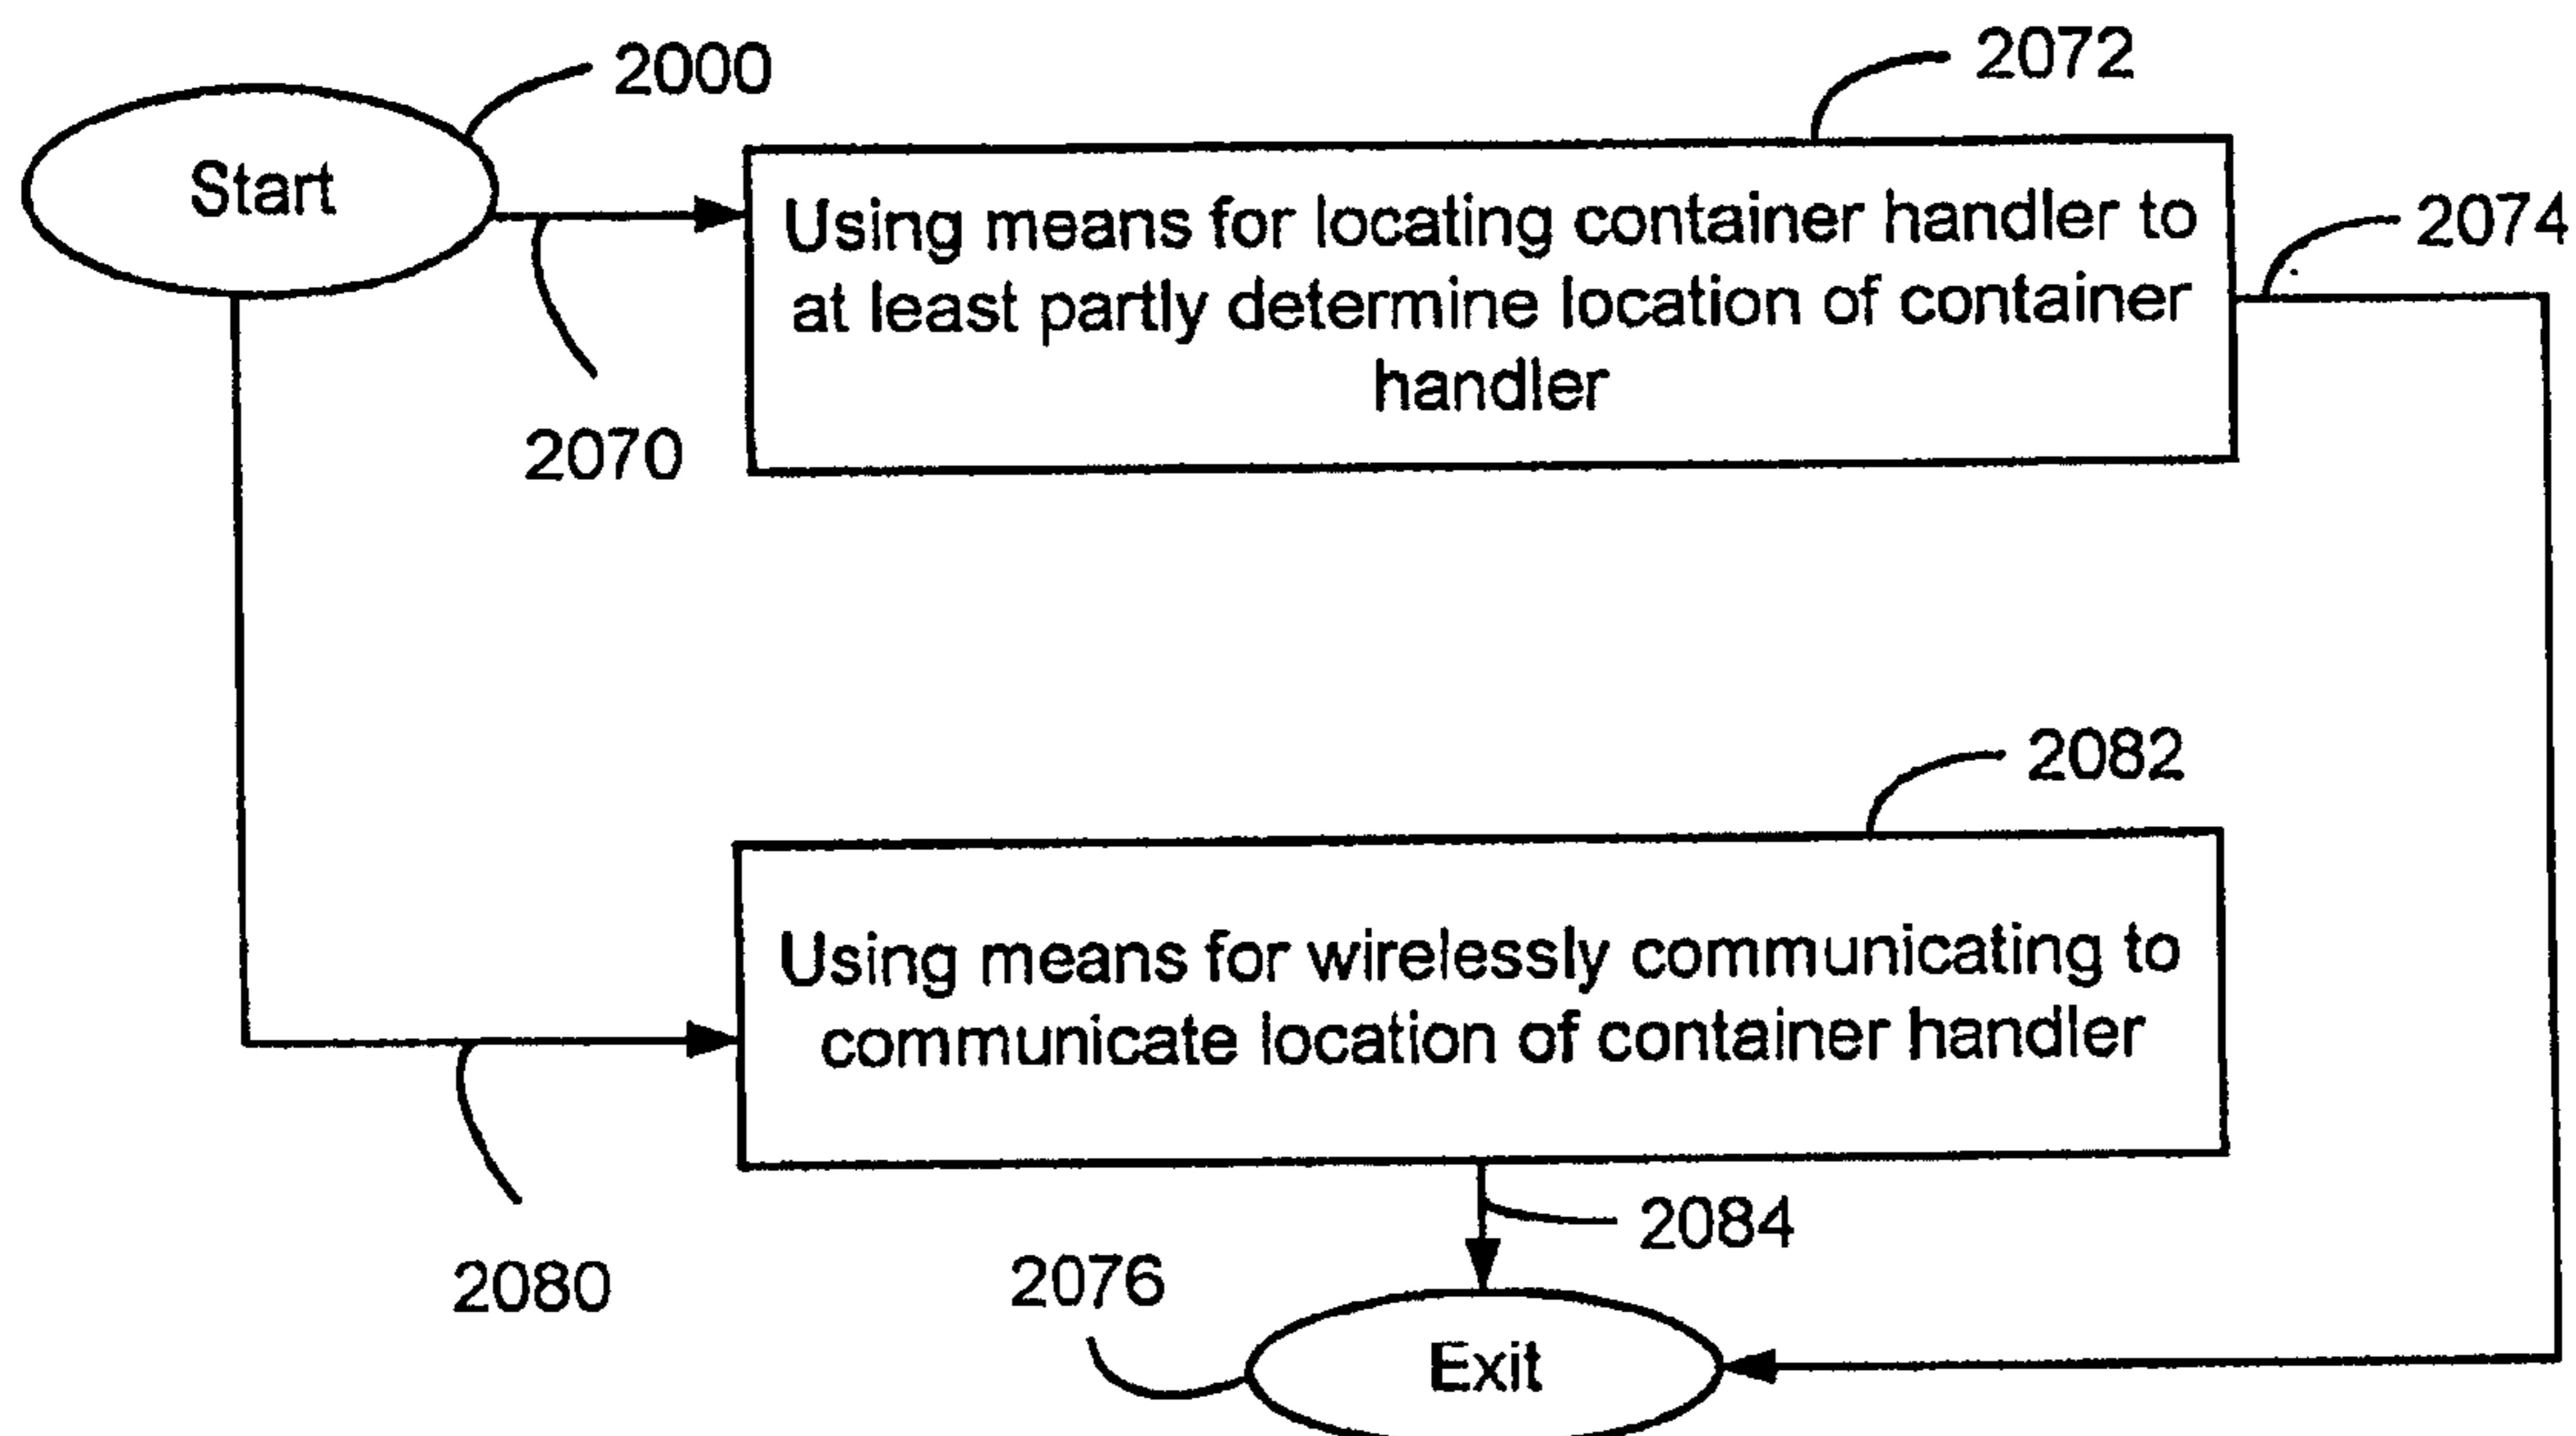 2000
2072
Start
Using means for locating container handler to
at least partly determine location of container
handler
2074
2070
2082
Using means for wirelessly communicating to
communicate location of container handler
2084
2080
2076
Exit